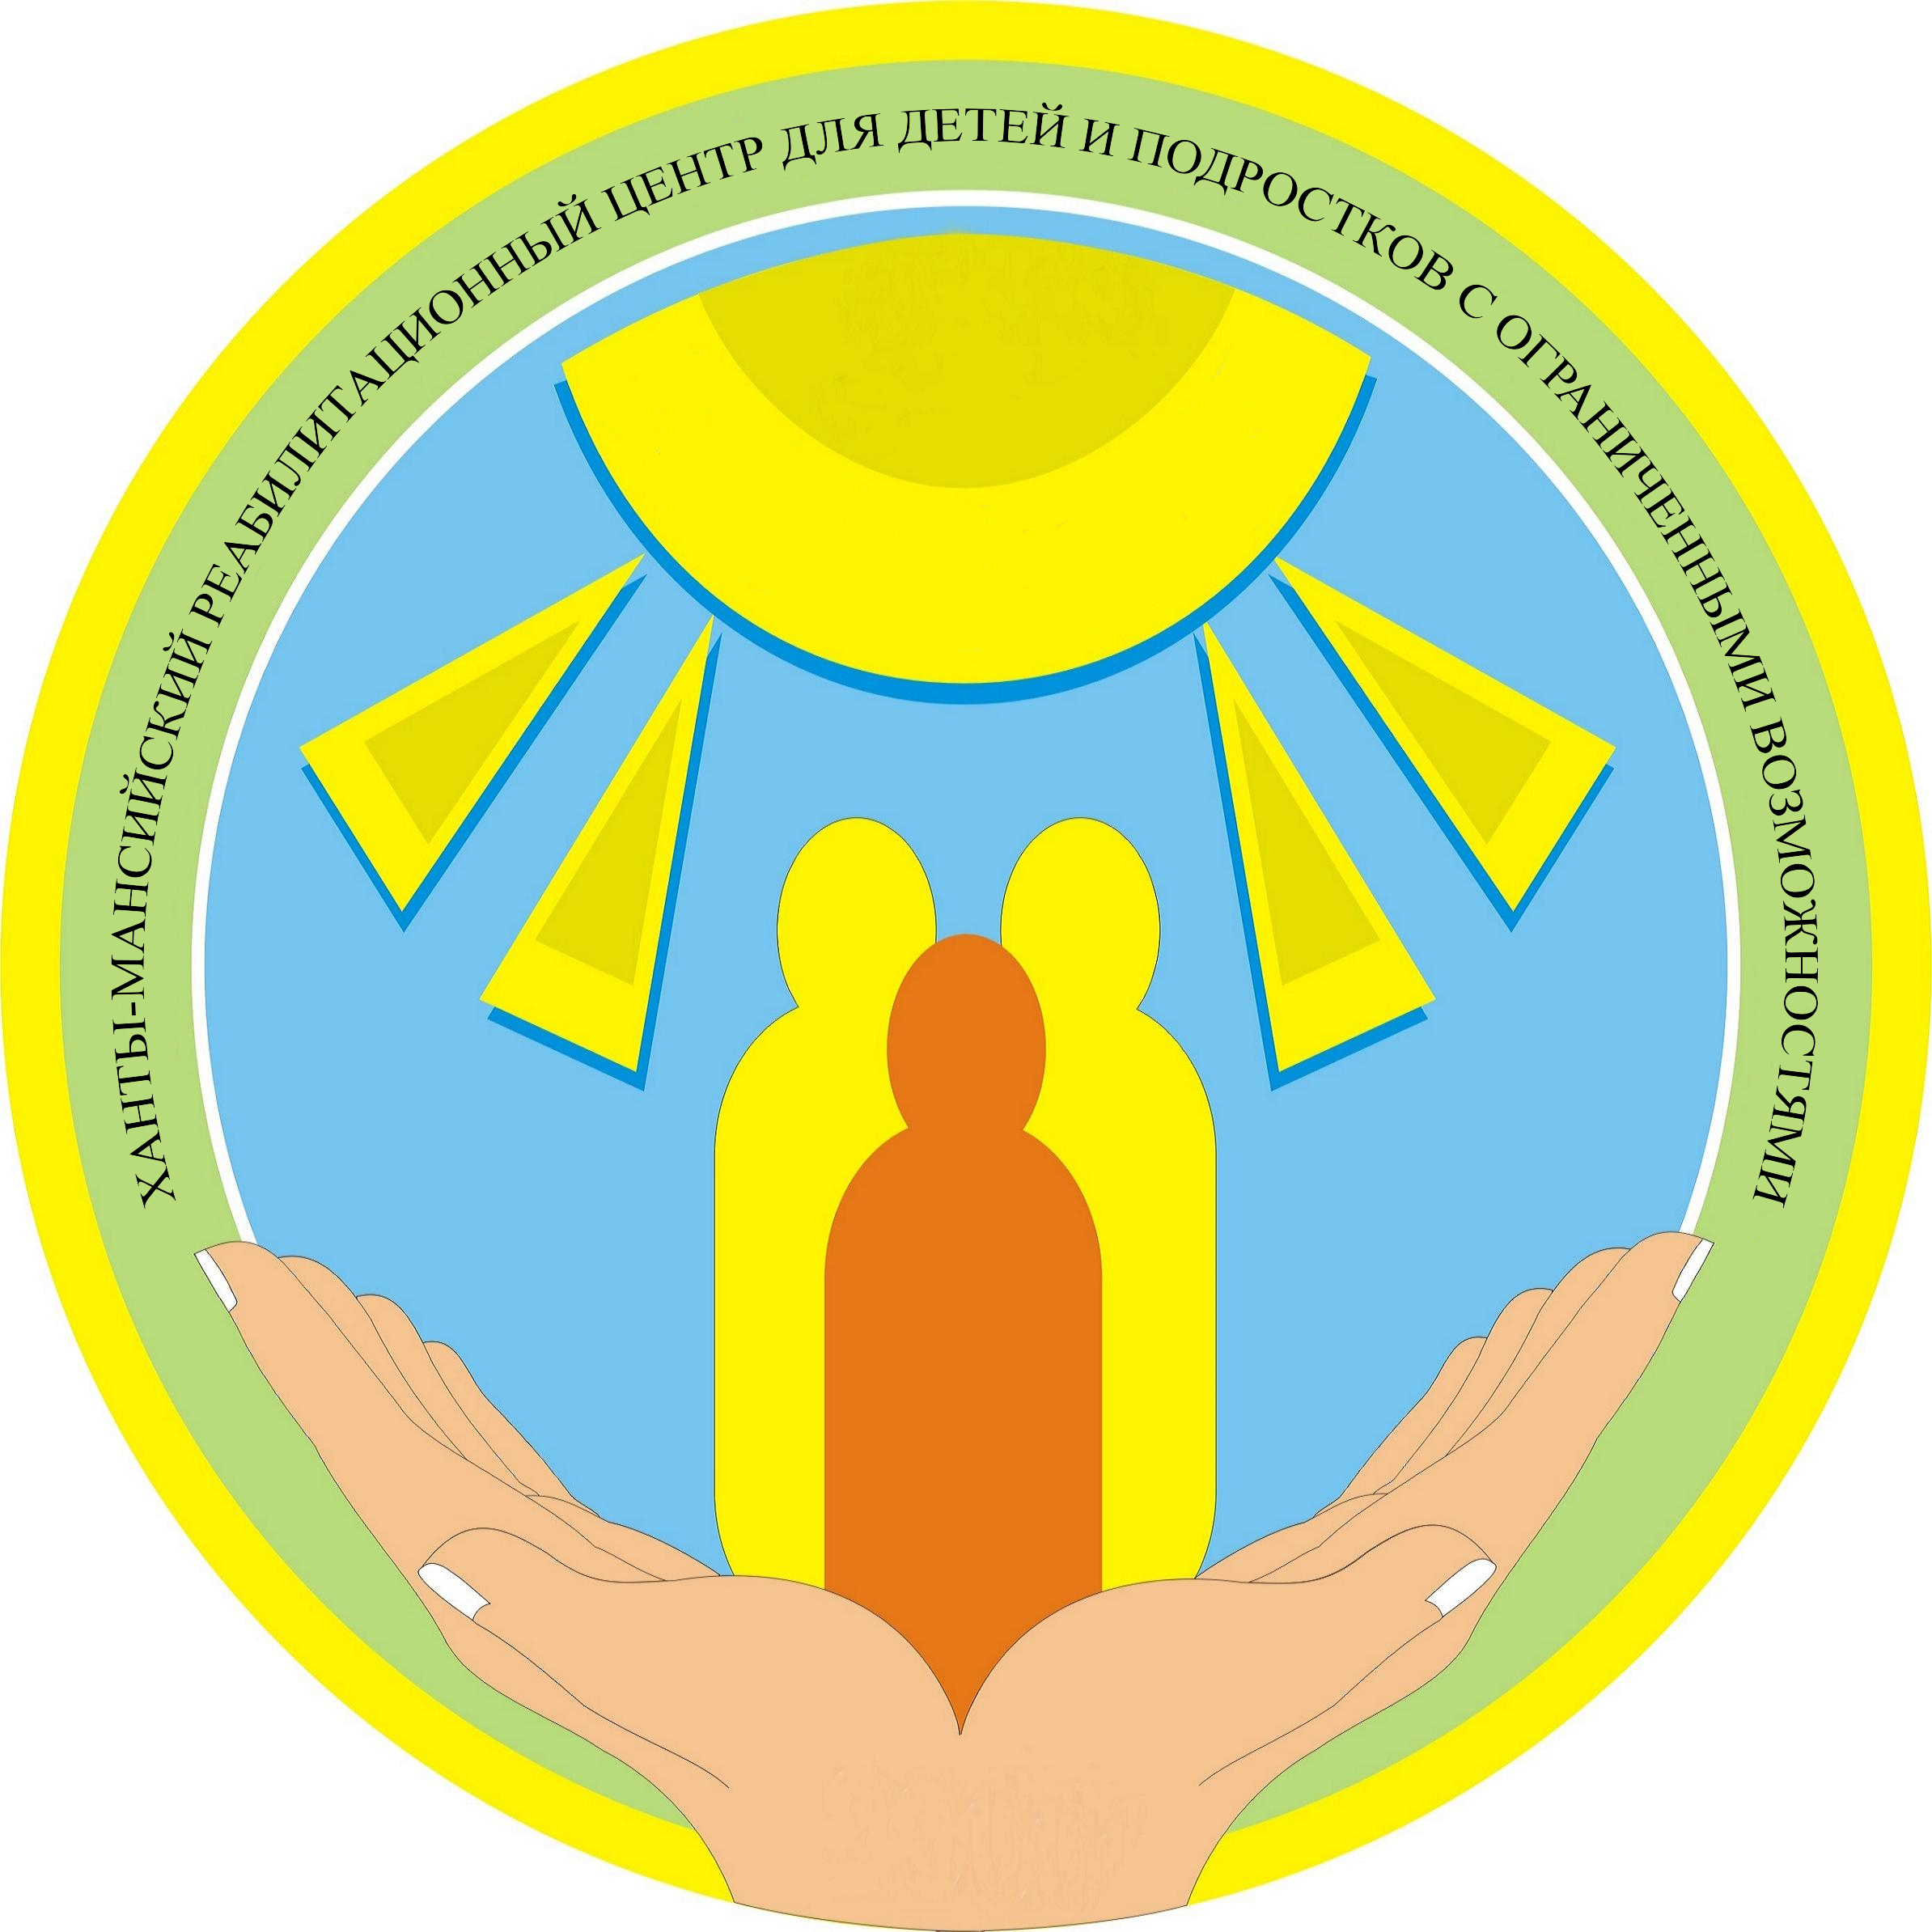 ХАНТЫ-МАНСИЙСКИЙ РЕАБИЛИТАЦИОННЫЙ ЦЕНТР ДЛЯ ДЕТЕЙ И ПОДРОСТКОВ С ОГРАНИЧЕННЫМИ ВОЗМОЖНОСТЯМИ